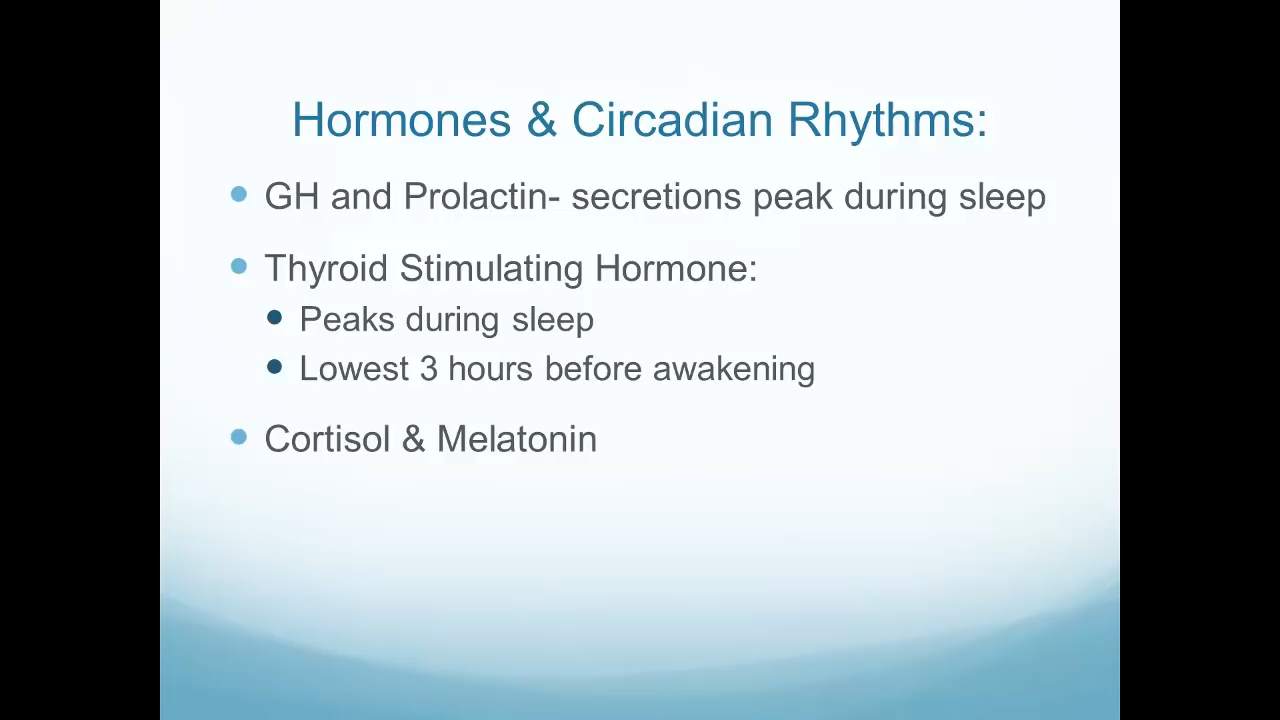 Hormones & Circadian Rhythms:
GH and Prolactin- secretions peak during sleep
Thyroid Stimulating Hormone:
Peaks during sleep
Lowest 3 hours before awakening
Cortisol & Melatonin